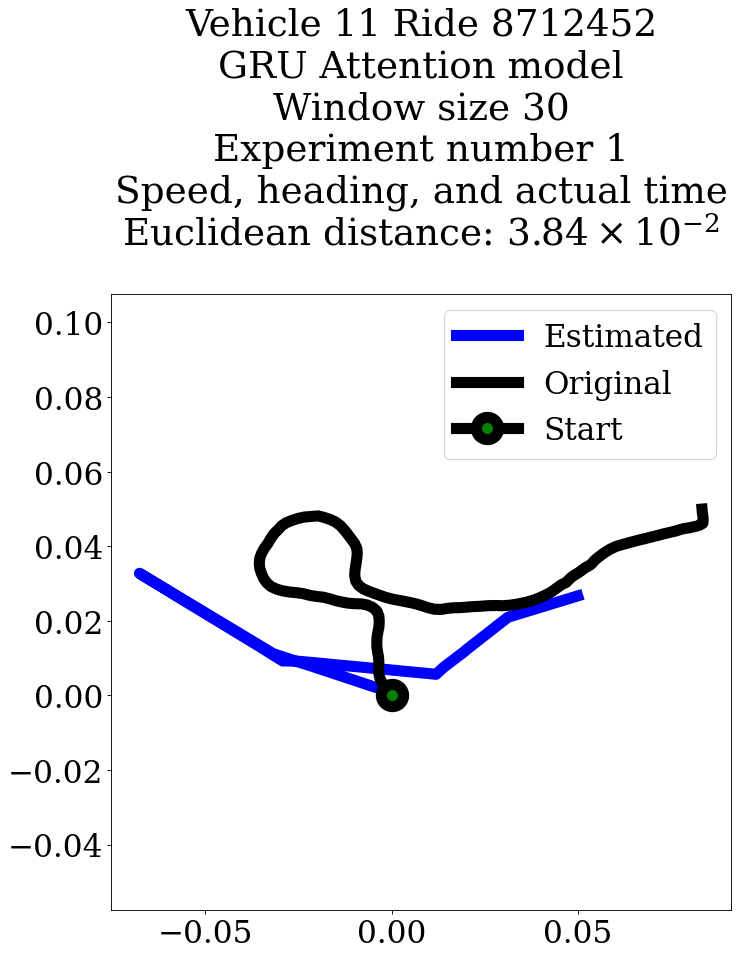 Vehicle 11 Ride 8712452
GRU Attention model
Window size 30
Experiment number 1
Speed, heading, and actual time
Euclidean distance: 3.84 × 10⁻²
Estimated
Original
Start
0.10
0.08
0.06
0.04
0.02
0.00
−0.02
−0.04
−0.05
0.00
0.05